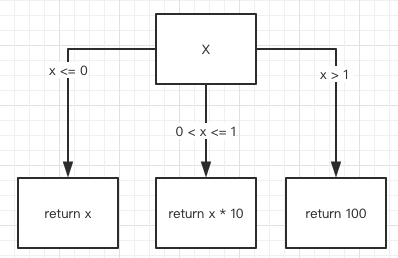 X
x <= 0
x > 1
0 < x <= 1
return x
return x * 10
return 100